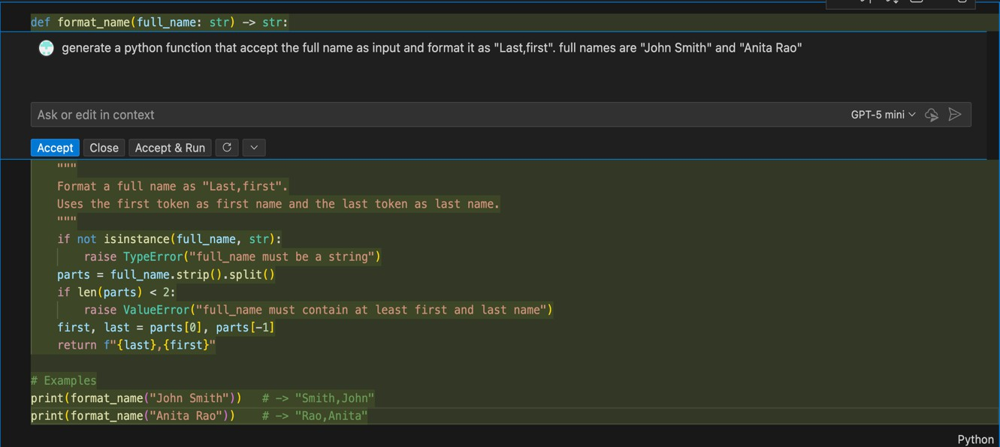 def format_name(full_name: str) -> str:
generate a python function that accept the full name as input and format it as "Last,first". full names are "John Smith" and "Anita Rao"
Ask or edit in context
GPT-5 mini
Accept
Close
Accept & Run
"""
Format a full name as "Last,first".
Uses the first token as first name and the last token as last name.
"""
if not isinstance(full_name, str):
raise TypeError("full_name must be a string")
parts = full_name.strip().split()
if len(parts) < 2:
raise ValueError("full_name must contain at least first and last name")
first, last = parts[0], parts[-1]
return f"{last},{first}"
# Examples
print(format_name("John Smith"))   # -> "Smith,John"
print(format_name("Anita Rao"))    # -> "Rao,Anita"
Python